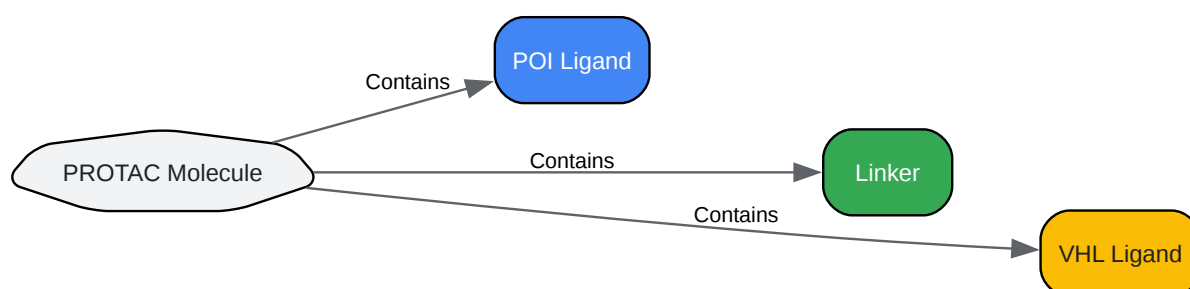 POI Ligand
Contains
Contains
PROTAC Molecule
Linker
Contains
VHL Ligand